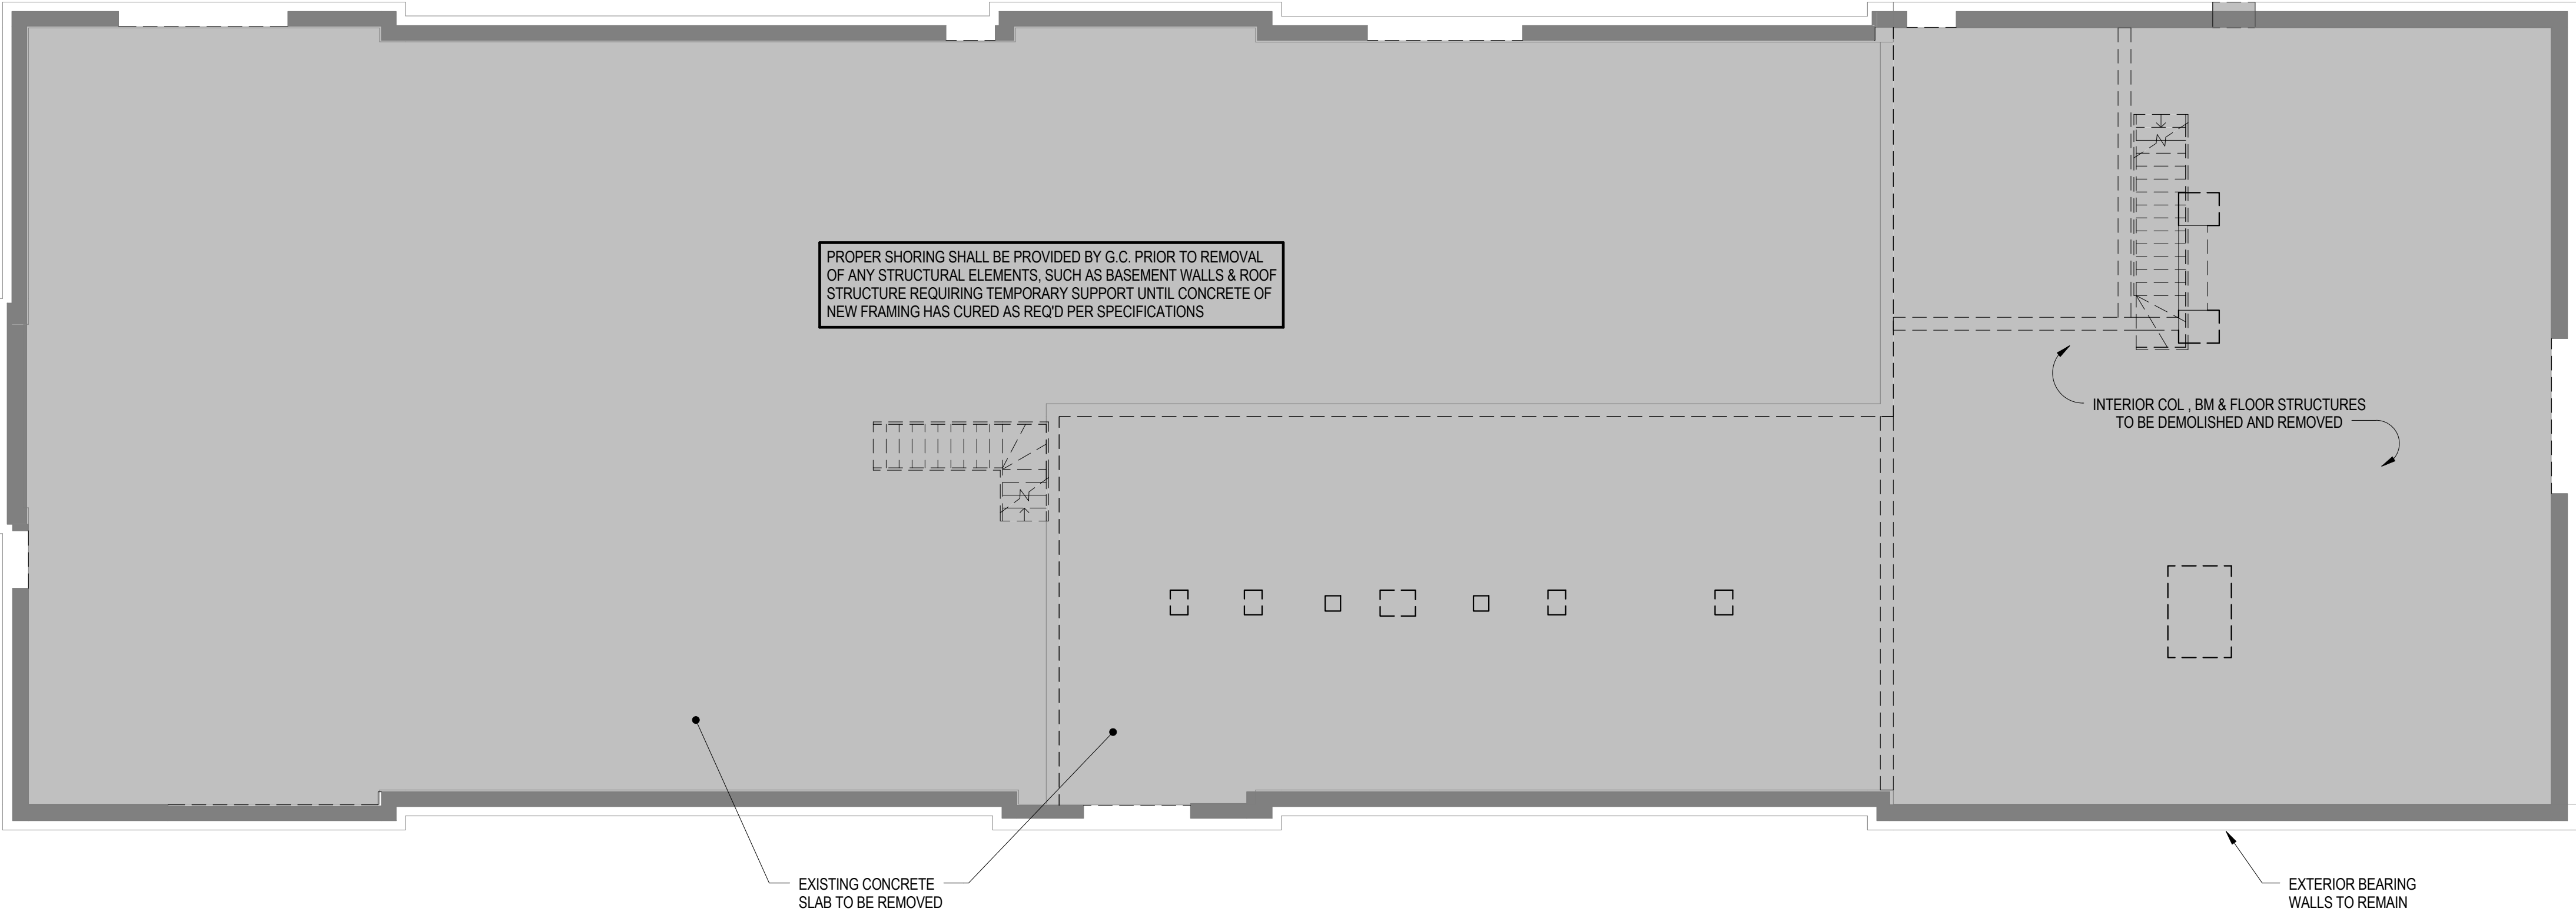 PROPER SHORING SHALL BE PROVIDED BY G.C. PRIOR TO REMOVAL
OF ANY STRUCTURAL ELEMENTS, SUCH AS BASEMENT WALLS & ROOF
STRUCTURE REQUIRING TEMPORARY SUPPORT UNTIL CONCRETE OF
NEW FRAMING HAS CURED AS REQ'D PER SPECIFICATIONS
INTERIOR COL , BM & FLOOR STRUCTURES
TO BE DEMOLISHED AND REMOVED
EXISTING CONCRETE
SLAB TO BE REMOVED
EXTERIOR BEARING
WALLS TO REMAIN